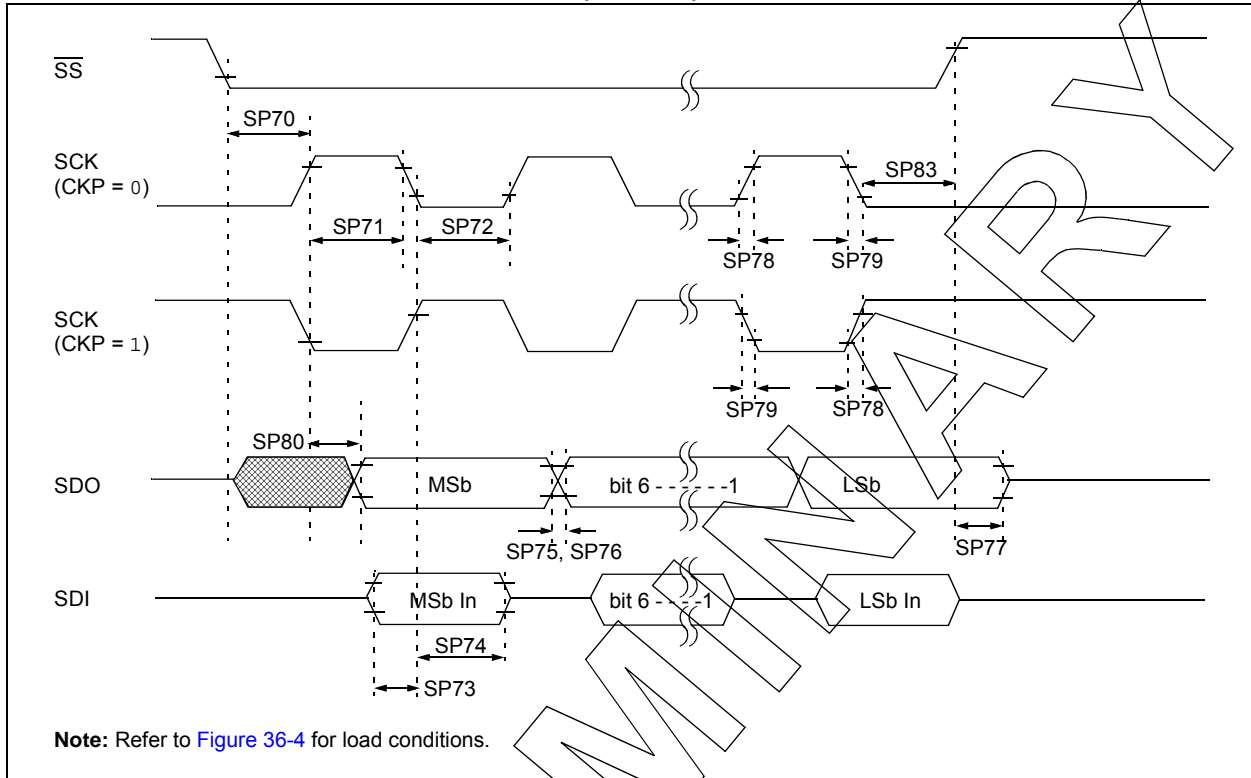 SS
SP70
SCK
(CKP = 0)
SP83
SP71
SP72
SP78
SP79
SCK
(CKP = 1)
SP79
SP78
SP80
SDO
MSb
bit 6 - - - - - -1
LSb
SP75, SP76
SP77
SDI
MSb In
bit 6 - - - -1
LSb In
SP74
SP73
Note: Refer to Figure 36-4 for load conditions.
MINARY